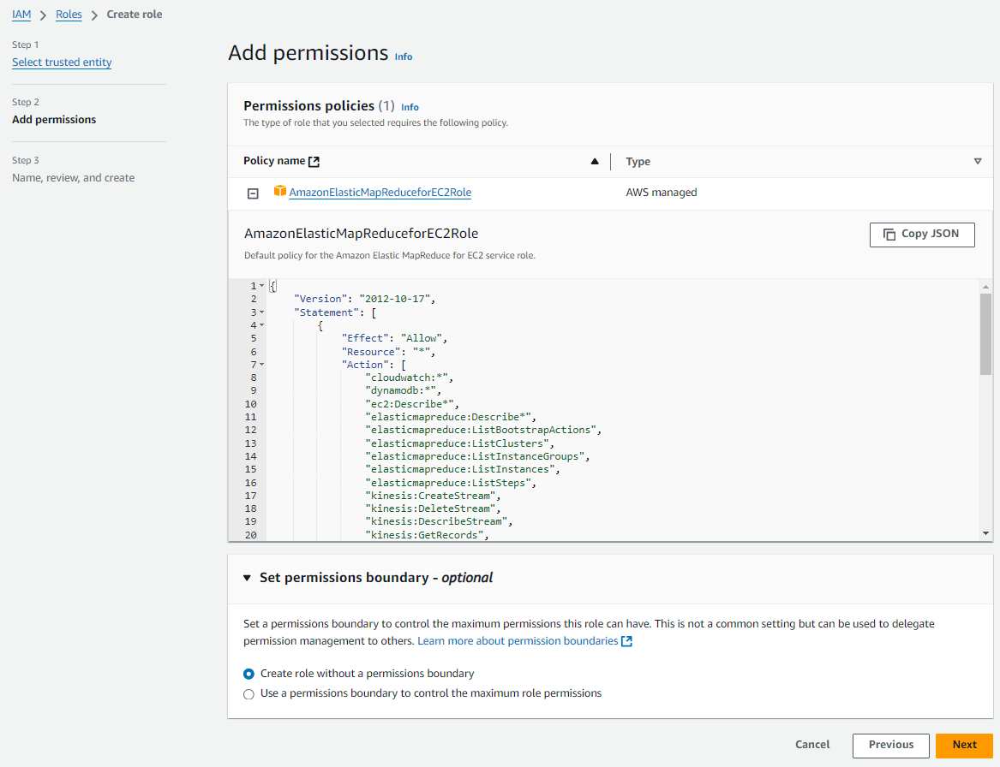 IAM > Roles > Create role
Step 1
Select trusted entity
Step 2
Add permissions
Step 3
Name, review, and create
Add permissions Info
Permissions policies (1) Info
The type of role that you selected requires the following policy.
Policy name Type
AmazonElasticMapReduceforEC2Role AWS managed
AmazonElasticMapReduceforEC2Role Copy JSON
Default policy for the Amazon Elastic MapReduce for EC2 service role.
1 {
2 "Version": "2012-10-17",
3 "Statement": [
4 {
5 "Effect": "Allow",
6 "Resource": "*",
7 "Action": [
8 "cloudwatch:*",
9 "dynamodb:*",
10 "ec2:Describe*",
11 "elasticmapreduce:Describe*",
12 "elasticmapreduce:ListBootstrapActions",
13 "elasticmapreduce:ListClusters",
14 "elasticmapreduce:ListInstanceGroups",
15 "elasticmapreduce:ListInstances",
16 "elasticmapreduce:ListSteps",
17 "kinesis:CreateStream",
18 "kinesis:DeleteStream",
19 "kinesis:DescribeStream",
20 "kinesis:GetRecords",
Set permissions boundary - optional
Set a permissions boundary to control the maximum permissions this role can have. This is not a common setting but can be used to delegate
permission management to others. Learn more about permission boundaries
Create role without a permissions boundary
Use a permissions boundary to control the maximum role permissions
Cancel Previous Next